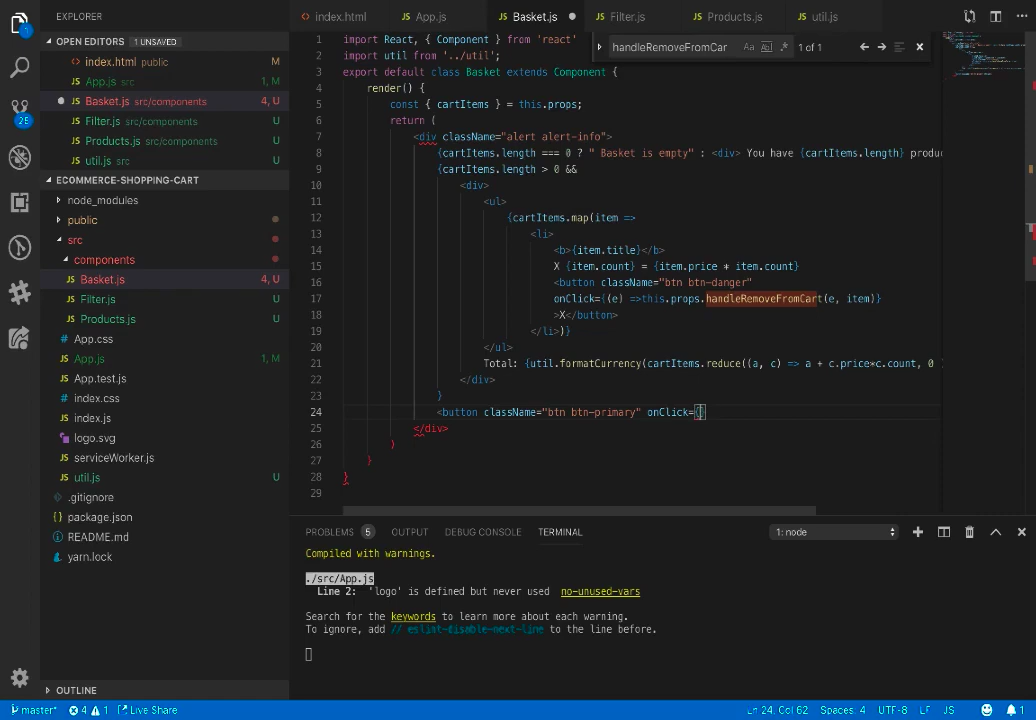 EXPLORER
OPEN EDITORS 1 UNSAVED
index.html public M
App.js 1, M
Basket.js src/components 4, U
Filter.js src/components U
Products.js src/components U
util.js src U
ECOMMERCE-SHOPPING-CART
node_modules
public
src
components
Basket.js 4, U
Filter.js U
Products.js U
App.css
App.js 1, M
App.test.js
index.css
index.js
logo.svg
serviceWorker.js
util.js U
.gitignore
package.json
README.md
yarn.lock
OUTLINE
1
25
index.html App.js Basket.js Filter.js Products.js util.js
handleRemoveFromCar Aa Abl .* 1 of 1
1 import React, { Component } from 'react'
2 import util from '../util';
3 export default class Basket extends Component {
4 render() {
5 const { cartItems } = this.props;
6 return (
7 <div className="alert alert-info">
8 {cartItems.length === 0 ? " Basket is empty" : <div> You have {cartItems.length} produc
9 {cartItems.length > 0 &&
10 <div>
11 <ul>
12 {cartItems.map(item =>
13 <li>
14 <b>{item.title}</b>
15 X {item.count} = {item.price * item.count}
16 <button className="btn btn-danger"
17 onClick={(e) =>this.props.handleRemoveFromCart(e, item)}
18 >X</button>
19 </li>)}
20 </ul>
21 Total: {util.formatCurrency(cartItems.reduce((a, c) => a + c.price*c.count, 0
22 </div>
23 }
24 <button className="btn btn-primary" onClick={}
25 </div>
26 )
27 }
28 }
29
PROBLEMS 5 OUTPUT DEBUG CONSOLE TERMINAL 1: node
Compiled with warnings.
./src/App.js
Line 2: 'logo' is defined but never used no-unused-vars
Search for the keywords to learn more about each warning.
To ignore, add // eslint-disable-next-line to the line before.
master* 4 1 Live Share Ln 24, Col 62 Spaces: 4 UTF-8 LF JS 1